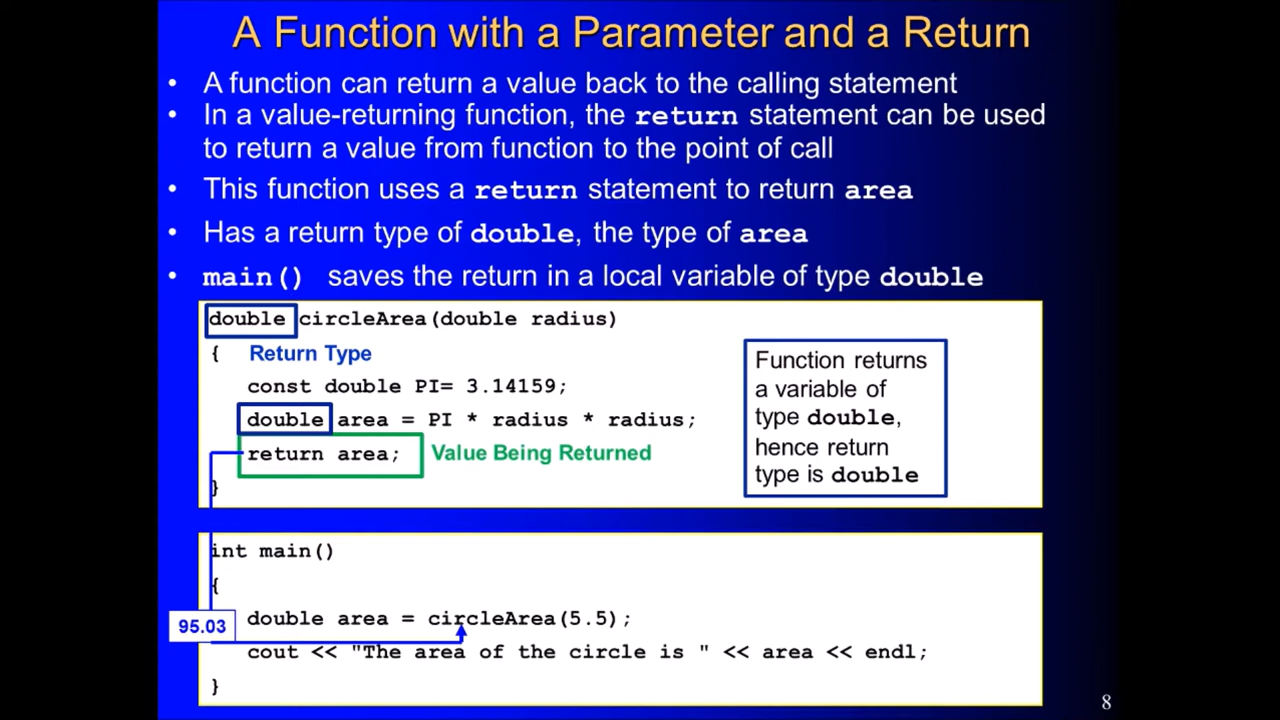 A Function with a Parameter and a Return
• A function can return a value back to the calling statement
• In a value-returning function, the return statement can be used
to return a value from function to the point of call
• This function uses a return statement to return area
• Has a return type of double, the type of area
• main() saves the return in a local variable of type double
double circleArea(double radius)
{ Return Type
const double PI= 3.14159;
double area = PI * radius * radius;
return area; Value Being Returned
}
Function returns
a variable of
type double,
hence return
type is double
int main()
{
double area = circleArea(5.5);
95.03
cout << "The area of the circle is " << area << endl;
}
8